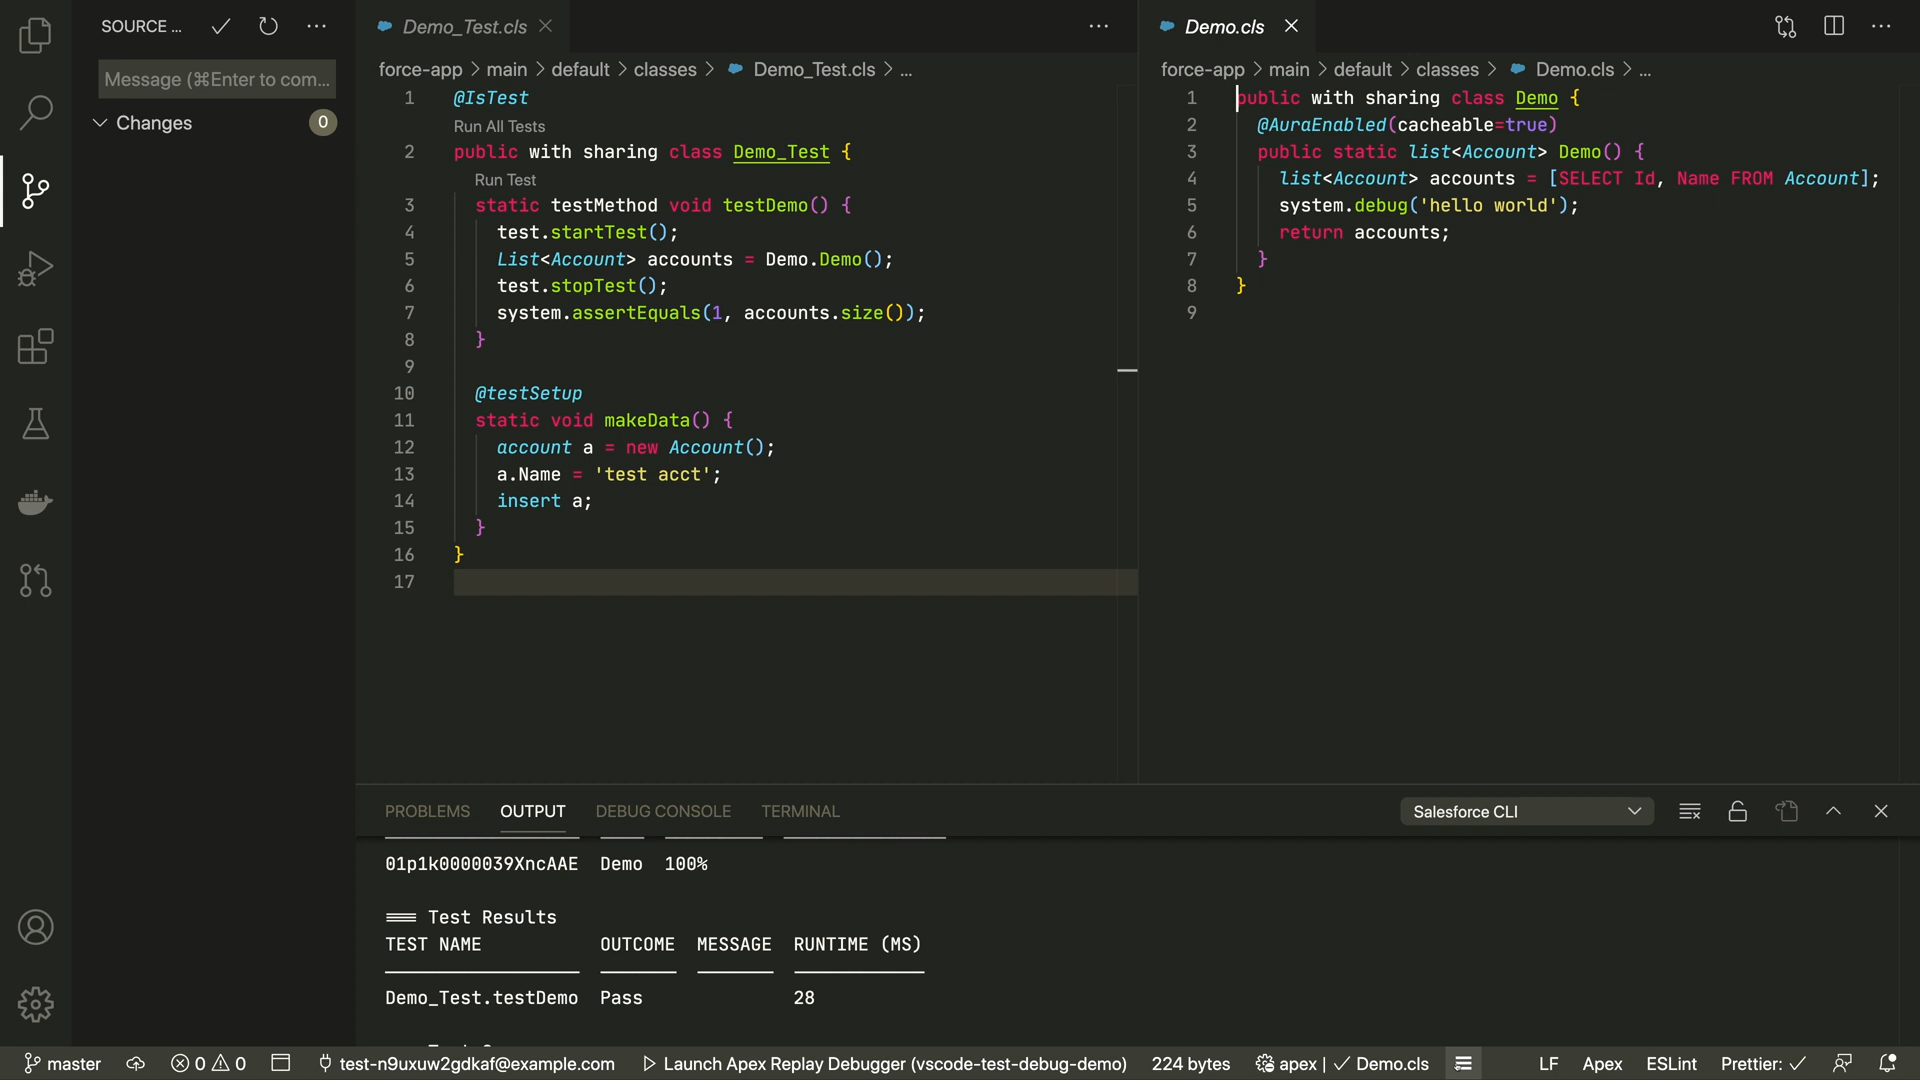 SOURCE ...
Message (⌘Enter to com...
Changes
0
Demo_Test.cls
force-app > main > default > classes > Demo_Test.cls > ...
1 @IsTest
Run All Tests
2 public with sharing class Demo_Test {
Run Test
3 static testMethod void testDemo() {
4 test.startTest();
5 List<Account> accounts = Demo.Demo();
6 test.stopTest();
7 system.assertEquals(1, accounts.size());
8 }
9
10 @testSetup
11 static void makeData() {
12 account a = new Account();
13 a.Name = 'test acct';
14 insert a;
15 }
16 }
17
Demo.cls
force-app > main > default > classes > Demo.cls > ...
1 public with sharing class Demo {
2 @AuraEnabled(cacheable=true)
3 public static list<Account> Demo() {
4 list<Account> accounts = [SELECT Id, Name FROM Account];
5 system.debug('hello world');
6 return accounts;
7 }
8 }
9
PROBLEMS OUTPUT DEBUG CONSOLE TERMINAL
Salesforce CLI
01p1k0000039XncAAE Demo 100%
=== Test Results
TEST NAME OUTCOME MESSAGE RUNTIME (MS)
Demo_Test.testDemo Pass 28
master 0 0 test-n9uxuw2gdkaf@example.com Launch Apex Replay Debugger (vscode-test-debug-demo) 224 bytes apex | ✓ Demo.cls LF Apex ESLint Prettier: ✓